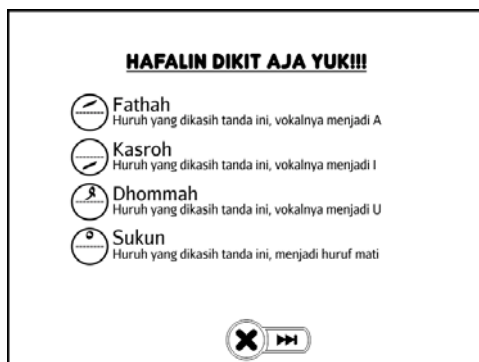 HAFALIN DIKIT AJA YUK!!!
Fathah
Huruh yang dikasih tanda ini, vokalnya menjadi A
Kasroh
Huruh yang dikasih tanda ini, vokalnya menjadi I
Dhommah
Huruh yang dikasih tanda ini, vokalnya menjadi U
Sukun
Huruh yang dikasih tanda ini, menjadi huruf mati